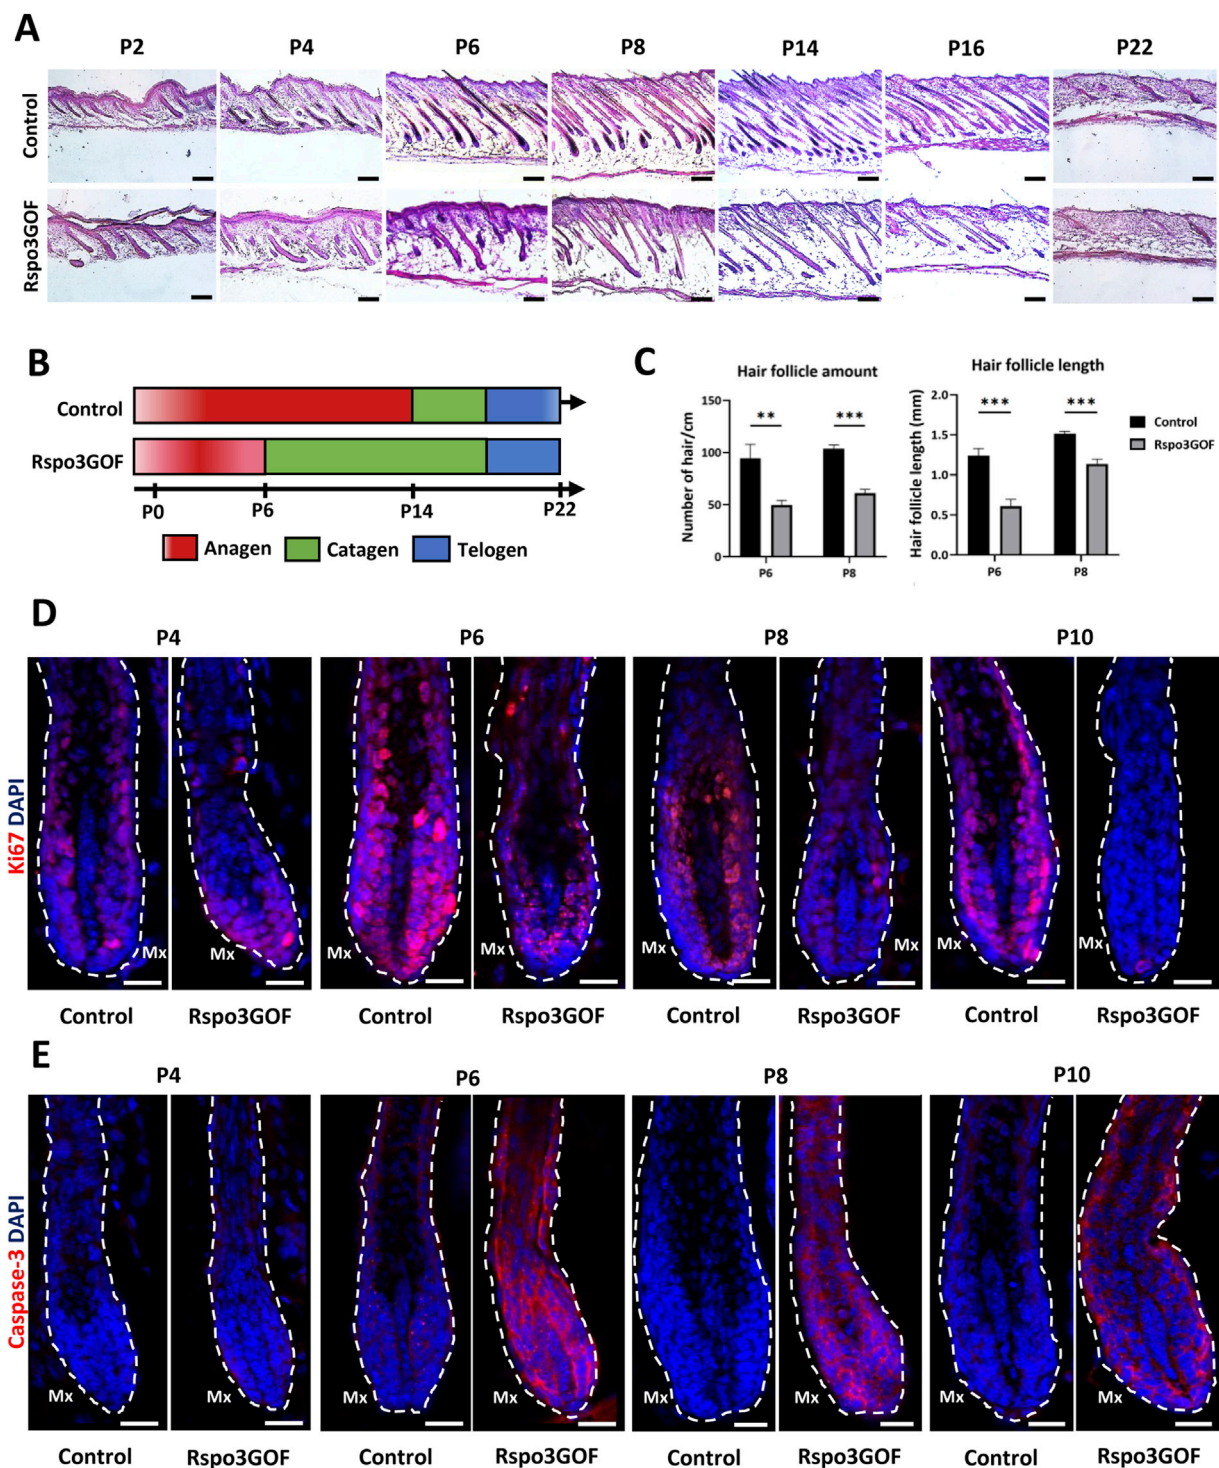 A
P2 P4 P6 P8 P14 P16 P22
Control
Rspo3GOF
B
Control
Rspo3GOF
P0 P6 P14 P22
Anagen Catagen Telogen
C
Hair follicle amount
Number of hair/cm
150
100
50
0
** ***
P6 P8
Hair follicle length
Hair follicle length (mm)
2.0
1.5
1.0
0.5
0.0
*** ***
P6 P8
Control
Rspo3GOF
D
P4 P6 P8 P10
Ki67 DAPI
Mx Mx Mx Mx Mx Mx Mx
Control Rspo3GOF Control Rspo3GOF Control Rspo3GOF Control Rspo3GOF
E
P4 P6 P8 P10
Caspase-3 DAPI
Mx Mx Mx Mx Mx Mx Mx Mx
Control Rspo3GOF Control Rspo3GOF Control Rspo3GOF Control Rspo3GOF